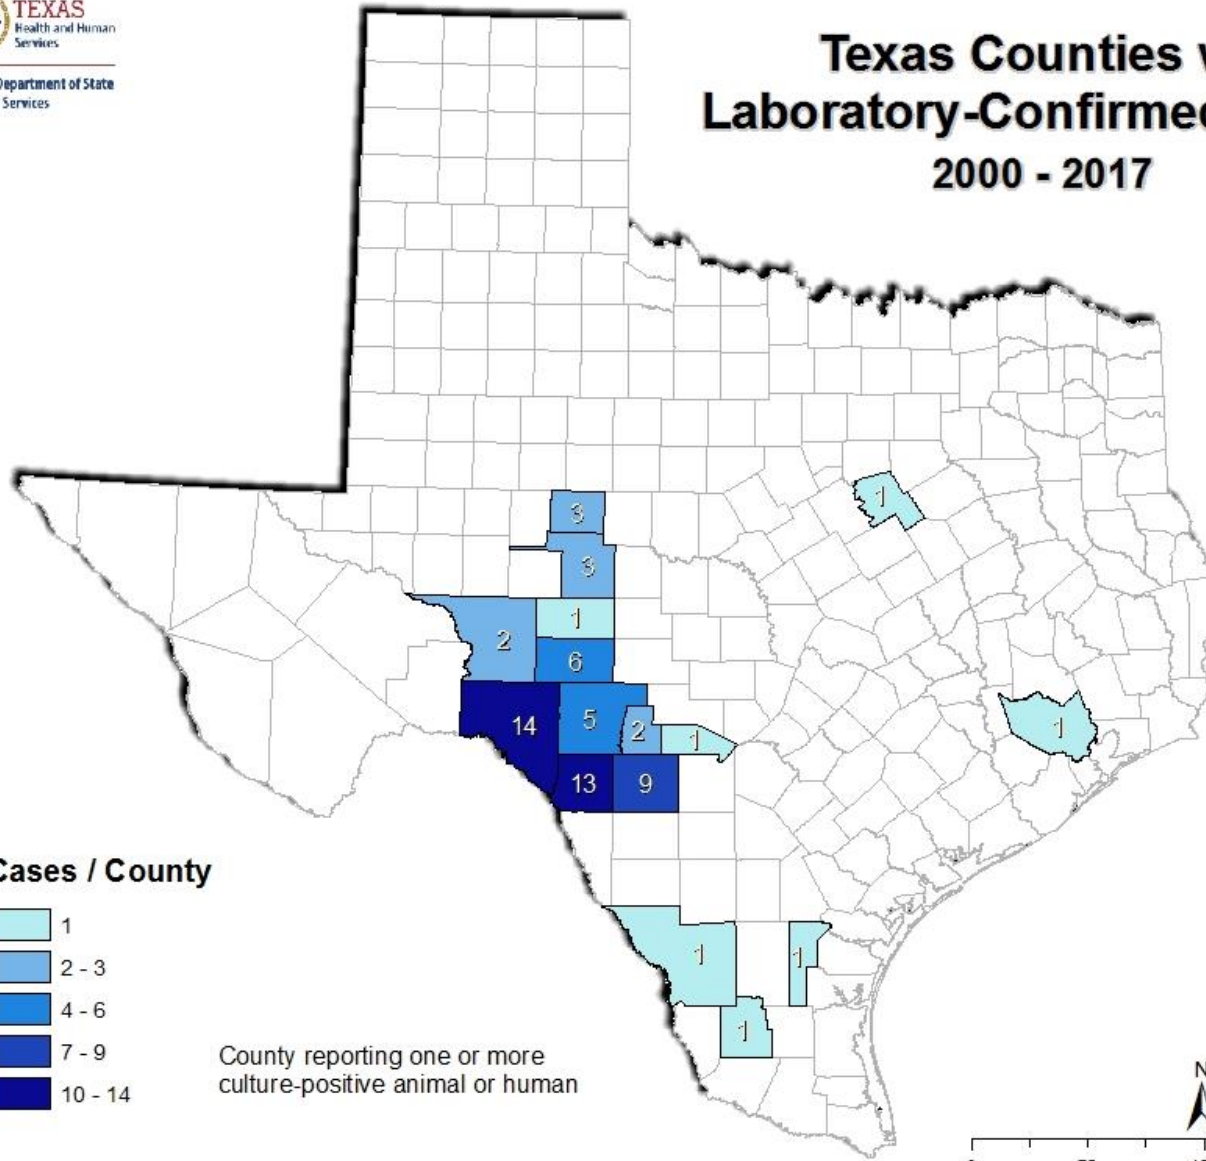 TEXAS
Health and Human
Services
Department of State
Services
Texas Counties
Laboratory-Confirmed
2000 - 2017
3
3
1
2
6
14
5
2
1
13
9
1
1
1
1
1
Cases / County
1
2 - 3
4 - 6
7 - 9
10 - 14
County reporting one or more
culture-positive animal or human
N